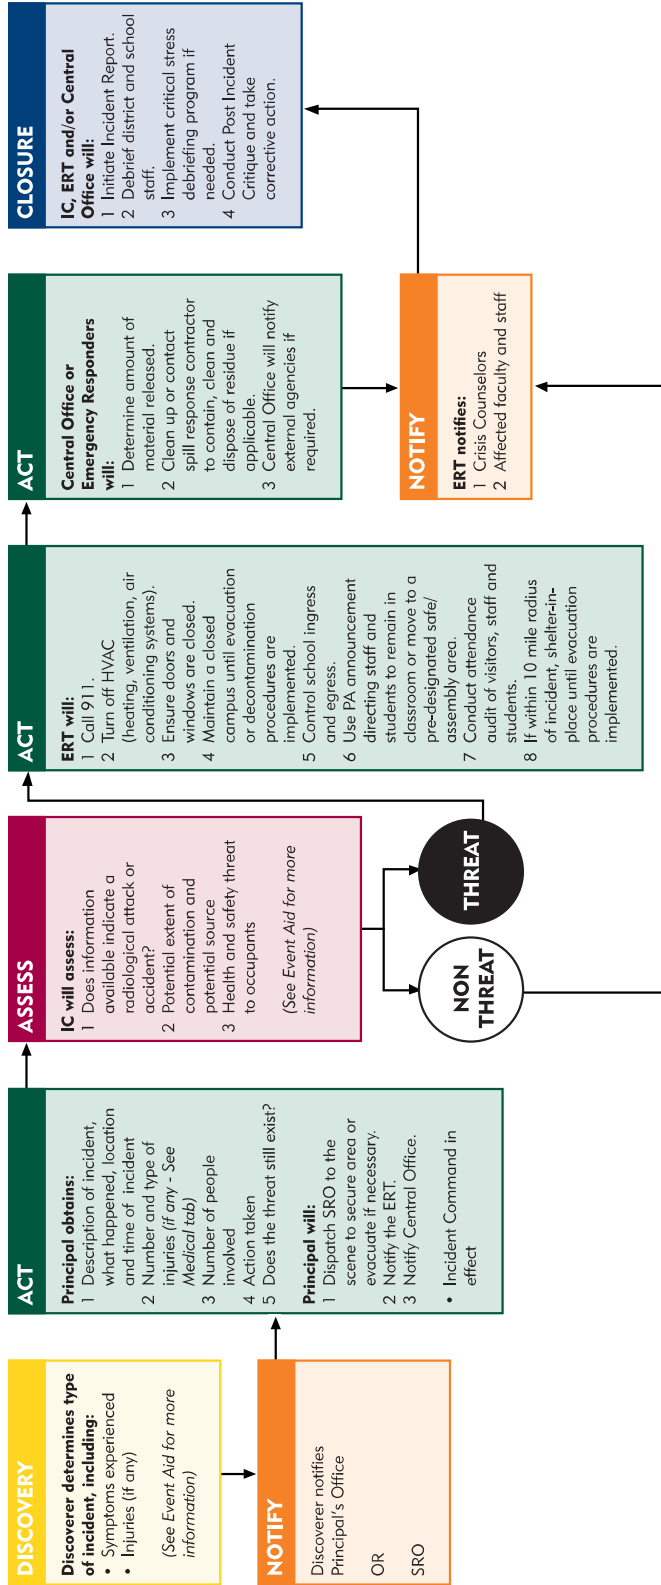 DISCOVERY
Discoverer determines type
of incident, including:
• Symptoms experienced
• Injuries (if any)
(See Event Aid for more
information)
NOTIFY
Discoverer notifies
Principal's Office
OR
SRO
ACT
Principal obtains:
1 Description of incident,
what happened, location
and time of incident
2 Number and type of
injuries (if any - See
Medical tab)
3 Number of people
involved
4 Action taken
5 Does the threat still exist?
Principal will:
1 Dispatch SRO to the
scene to secure area or
evacuate if necessary.
2 Notify the ERT.
3 Notify Central Office.
• Incident Command in
effect
ASSESS
IC will assess:
1 Does information
available indicate a
radiological attack or
accident?
2 Potential extent of
contamination and
potential source
3 Health and safety threat
to occupants
(See Event Aid for more
information)
NON
THREAT
THREAT
ACT
ERT will:
1 Call 911.
2 Turn off HVAC
(heating, ventilation, air
conditioning systems).
3 Ensure doors and
windows are closed.
4 Maintain a closed
campus until evacuation
or decontamination
procedures are
implemented.
5 Control school ingress
and egress.
6 Use PA announcement
directing staff and
students to remain in
classroom or move to a
pre-designated safe/
assembly area.
7 Conduct attendance
audit of visitors, staff and
students.
8 If within 10 mile radius
of incident, shelter-in-
place until evacuation
procedures are
implemented.
ACT
Central Office or
Emergency Responders
will:
1 Determine amount of
material released.
2 Clean up or contact
spill response contractor
to contain, clean and
dispose of residue if
applicable.
3 Central Office will notify
external agencies if
required.
NOTIFY
ERT notifies:
1 Crisis Counselors
2 Affected faculty and staff
CLOSURE
IC, ERT and/or Central
Office will:
1 Initiate Incident Report.
2 Debrief district and school
staff.
3 Implement critical stress
debriefing program if
needed.
4 Conduct Post Incident
Critique and take
corrective action.